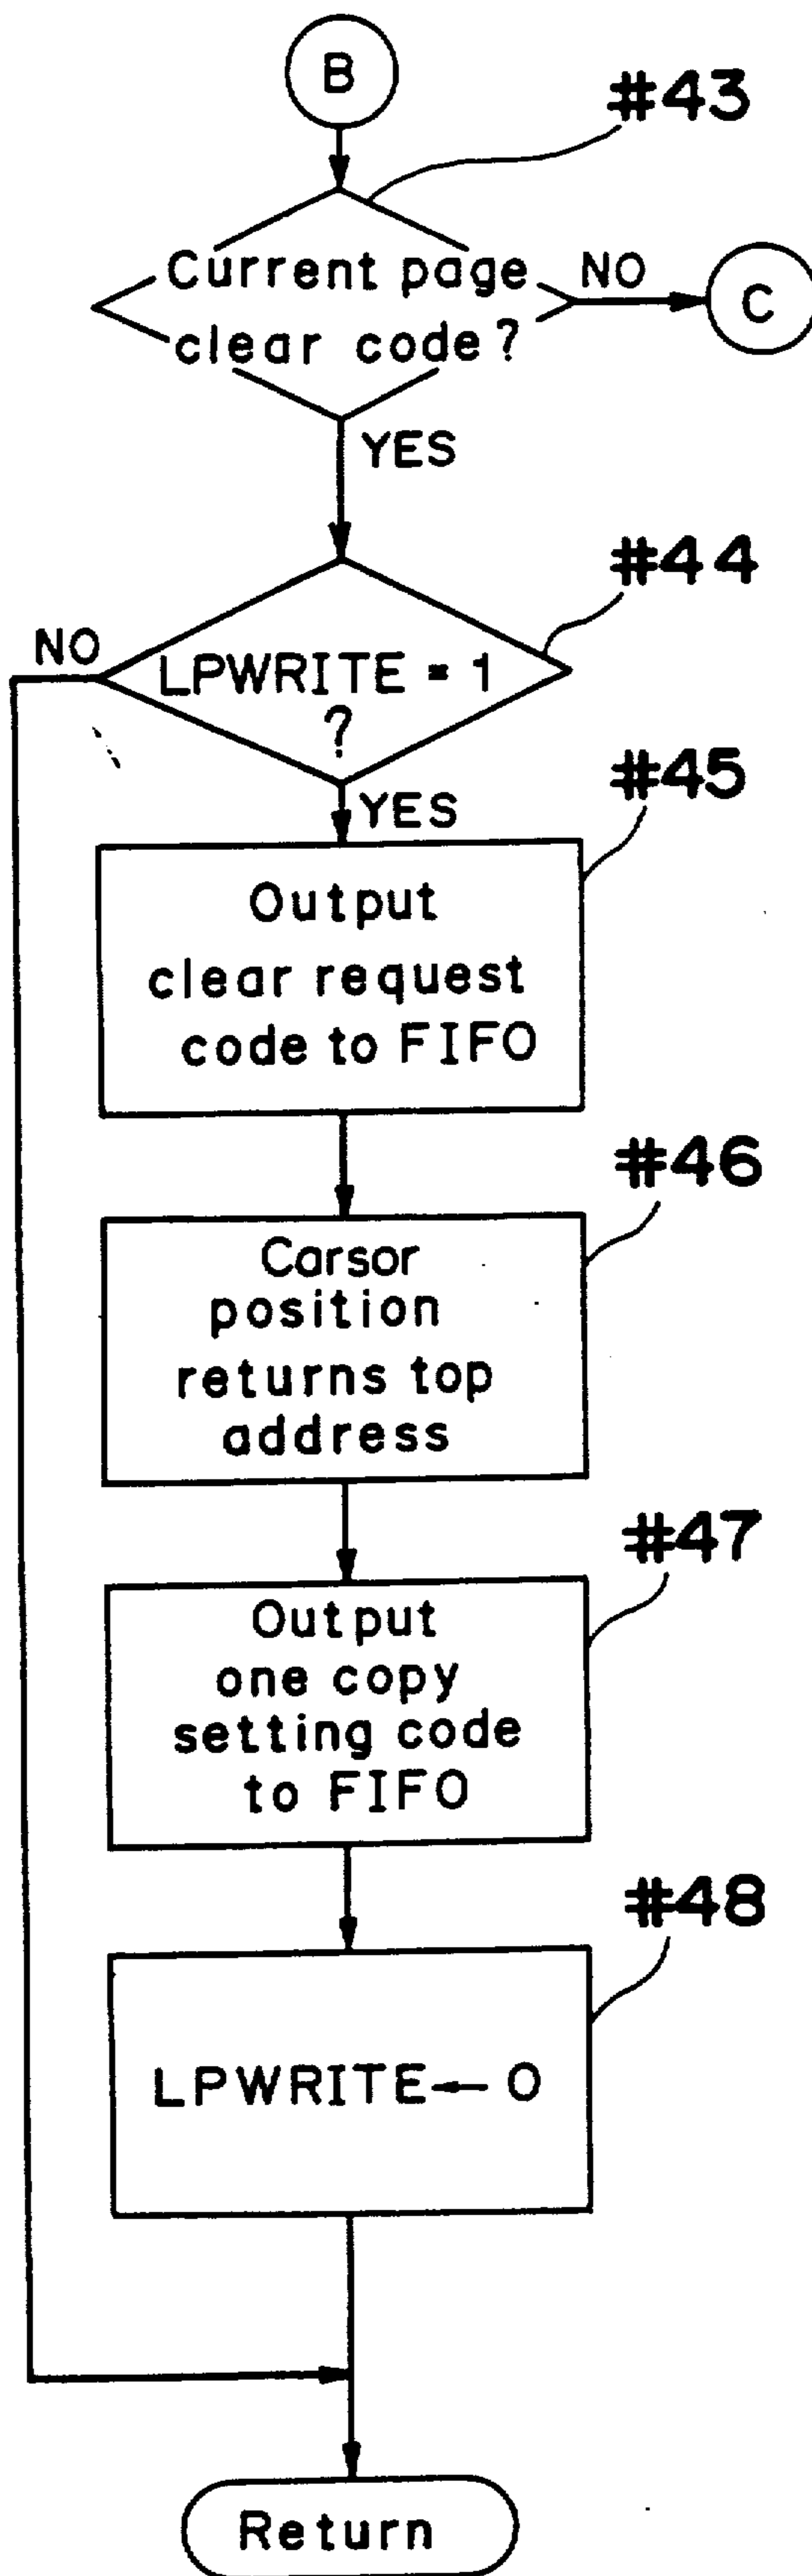 B
#43
Current page
clear code?
NO
C
YES
#44
NO
LPWRITE = 1
?
YES
#45
Output
clear request
code to FIFO
#46
Carsor
position
returns top
address
#47
Output
one copy
setting code
to FIFO
#48
LPWRITE ← 0
Return